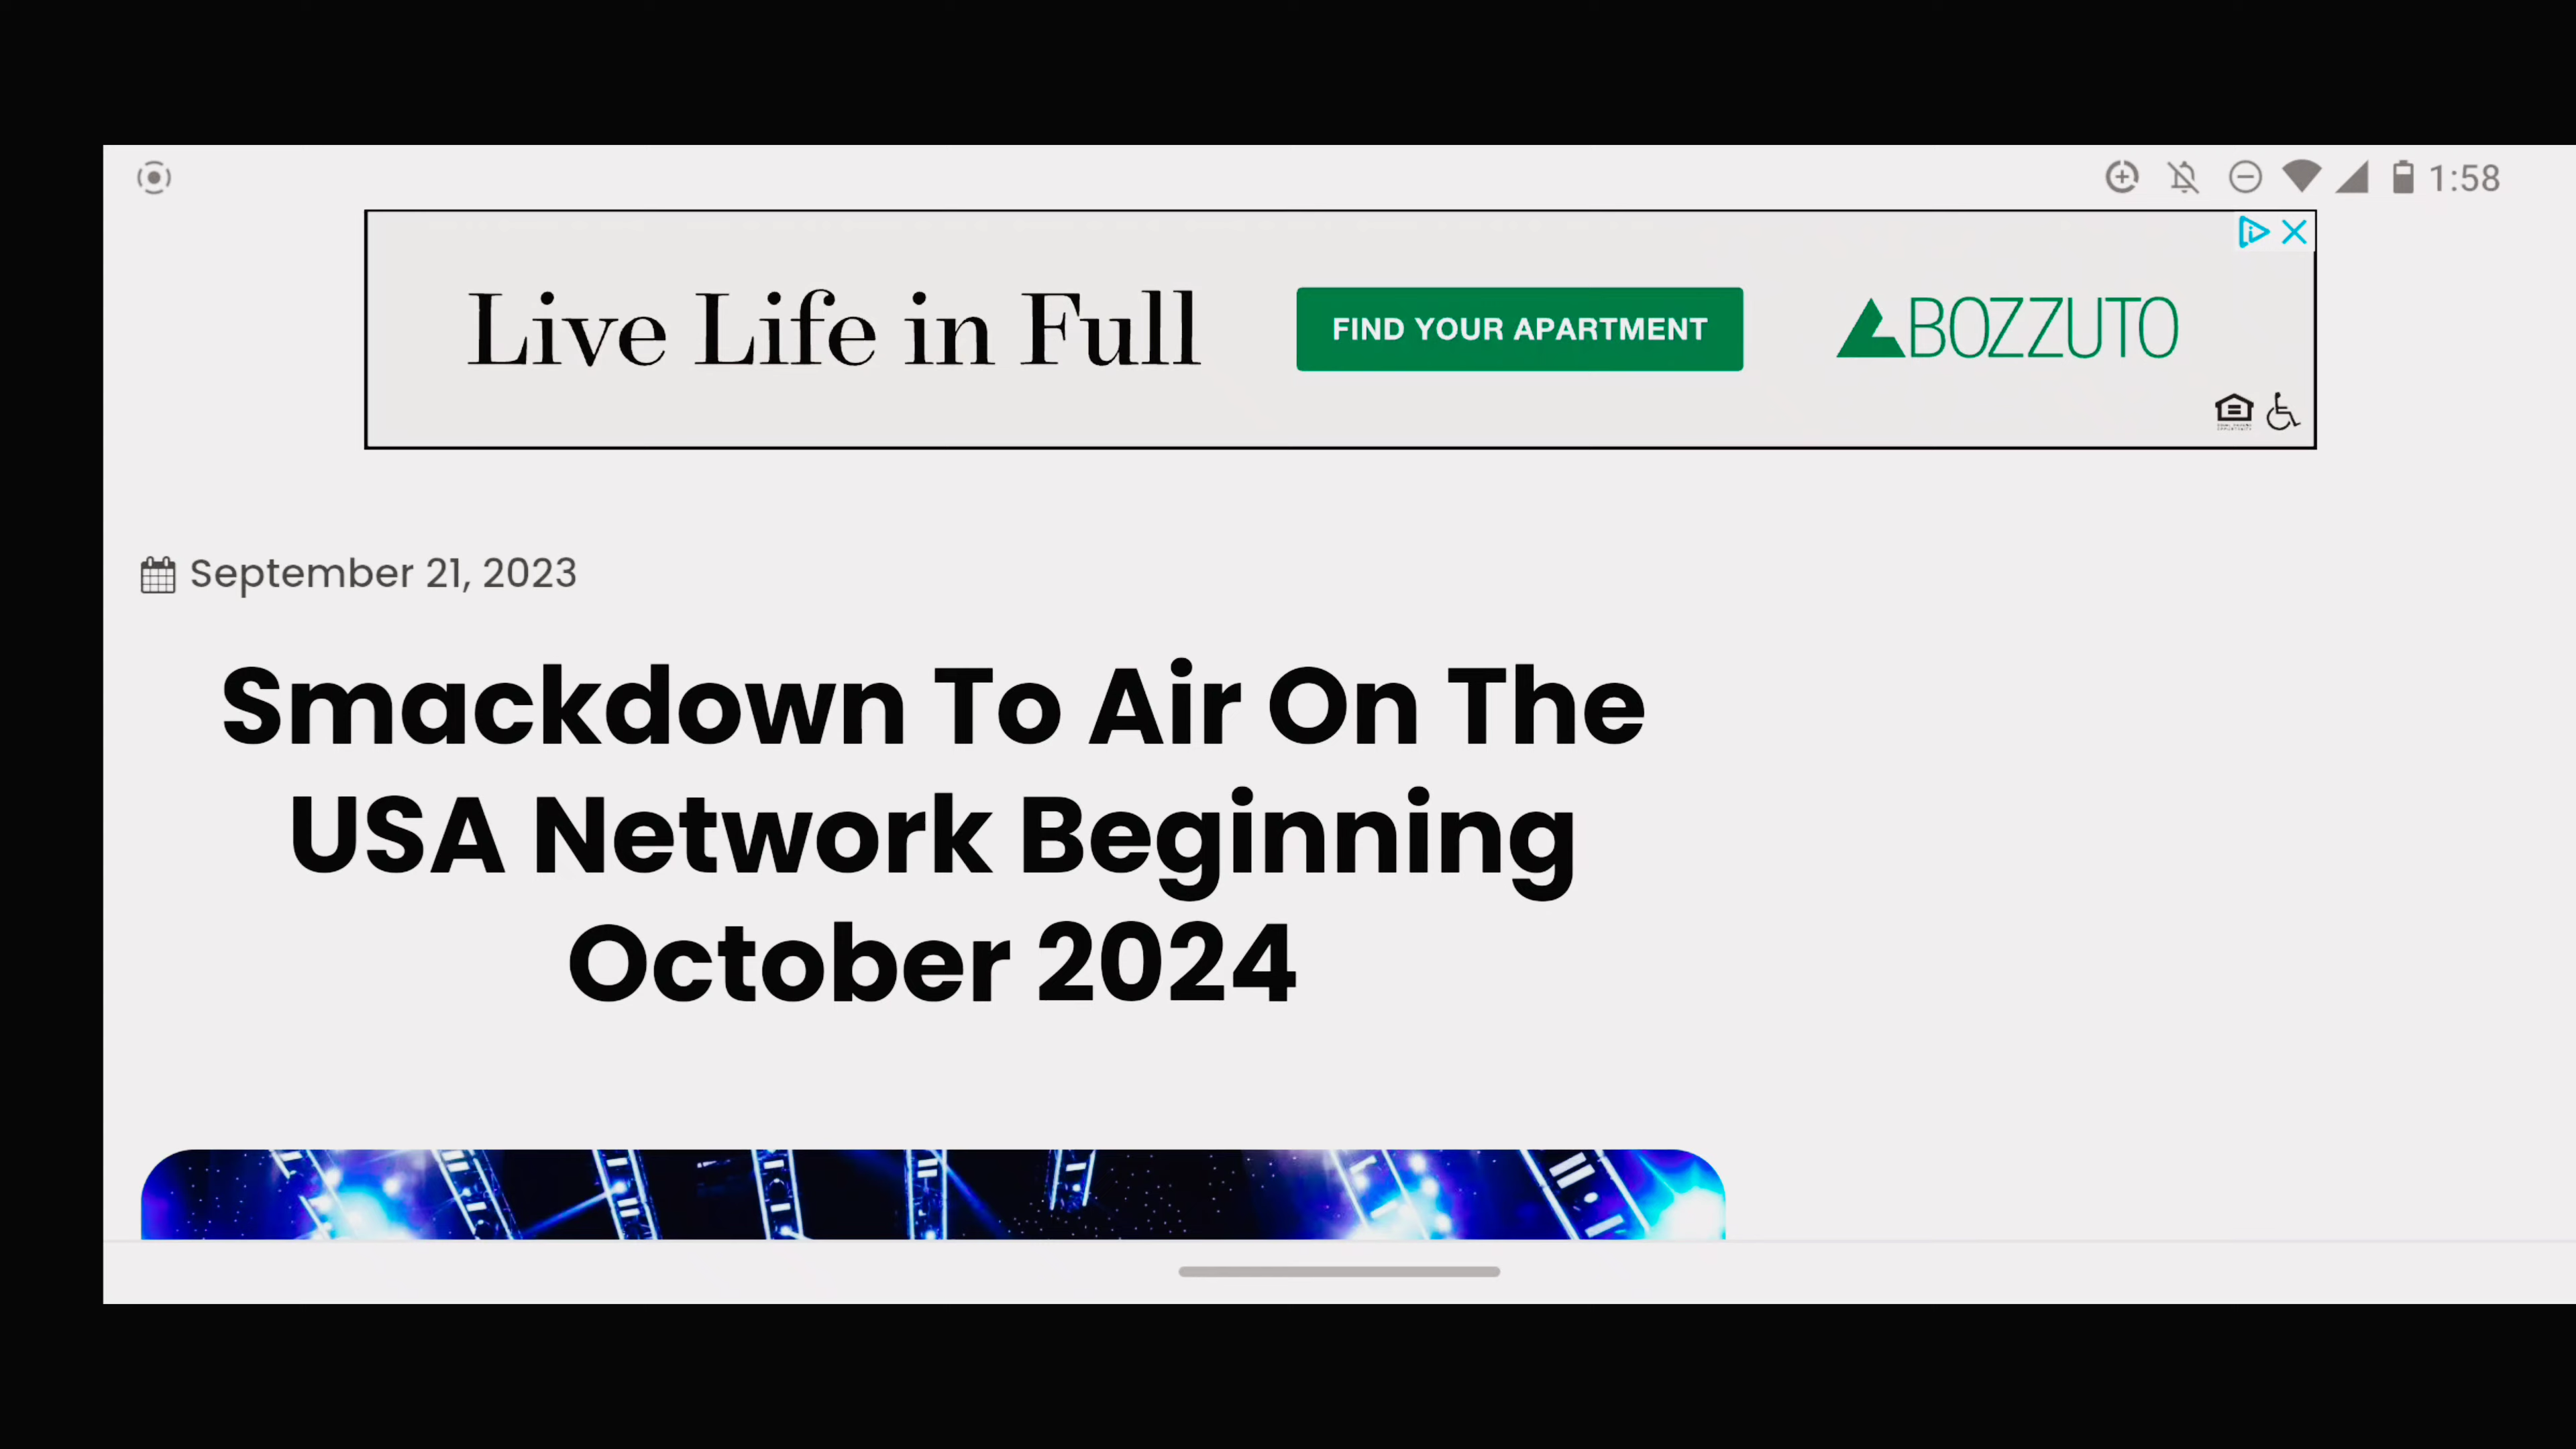 1:58
Live Life in Full
FIND YOUR APARTMENT
BOZZUTO
September 21, 2023
Smackdown To Air On The
USA Network Beginning
October 2024